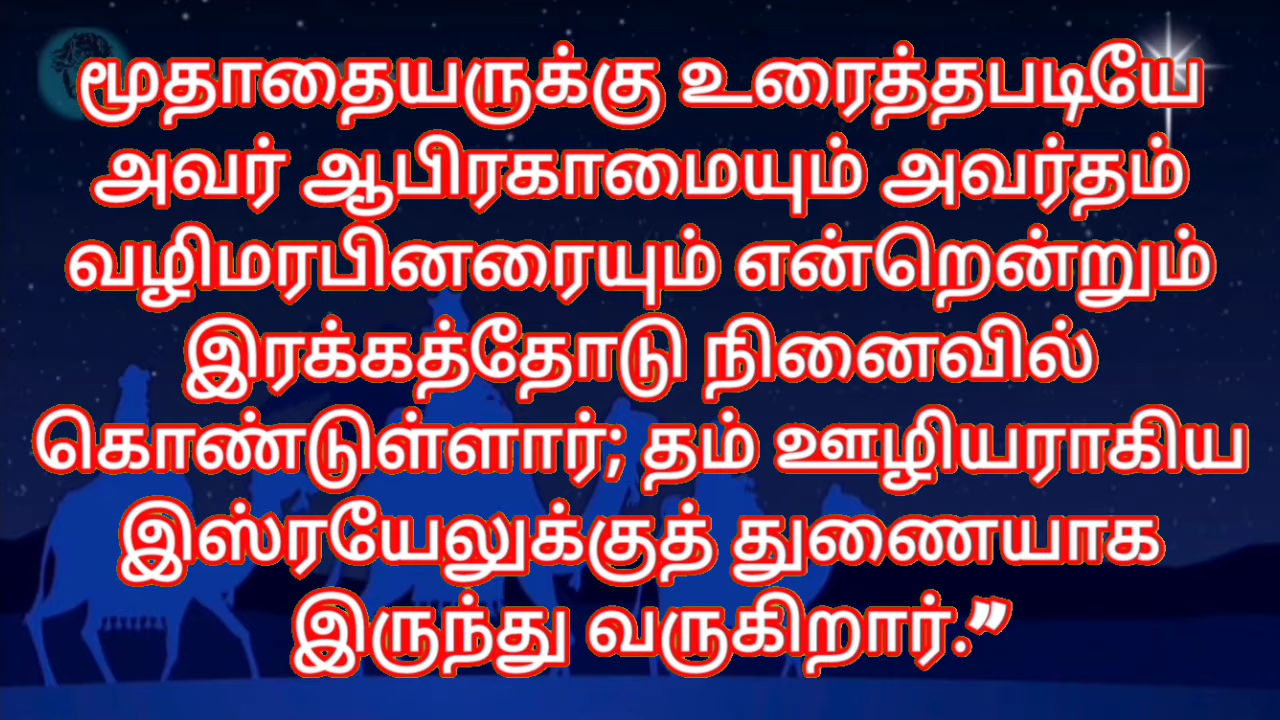 மூதாதையருக்கு உரைத்தபடியே
அவர் ஆபிரகாமையும் அவர்தம்
வழிமரபினரையும் என்றென்றும்
இரக்கத்தோடு நினைவில்
கொண்டுள்ளார்; தம் ஊழியராகிய
இஸ்ரயேலுக்குத் துணையாக
இருந்து வருகிறார்.”